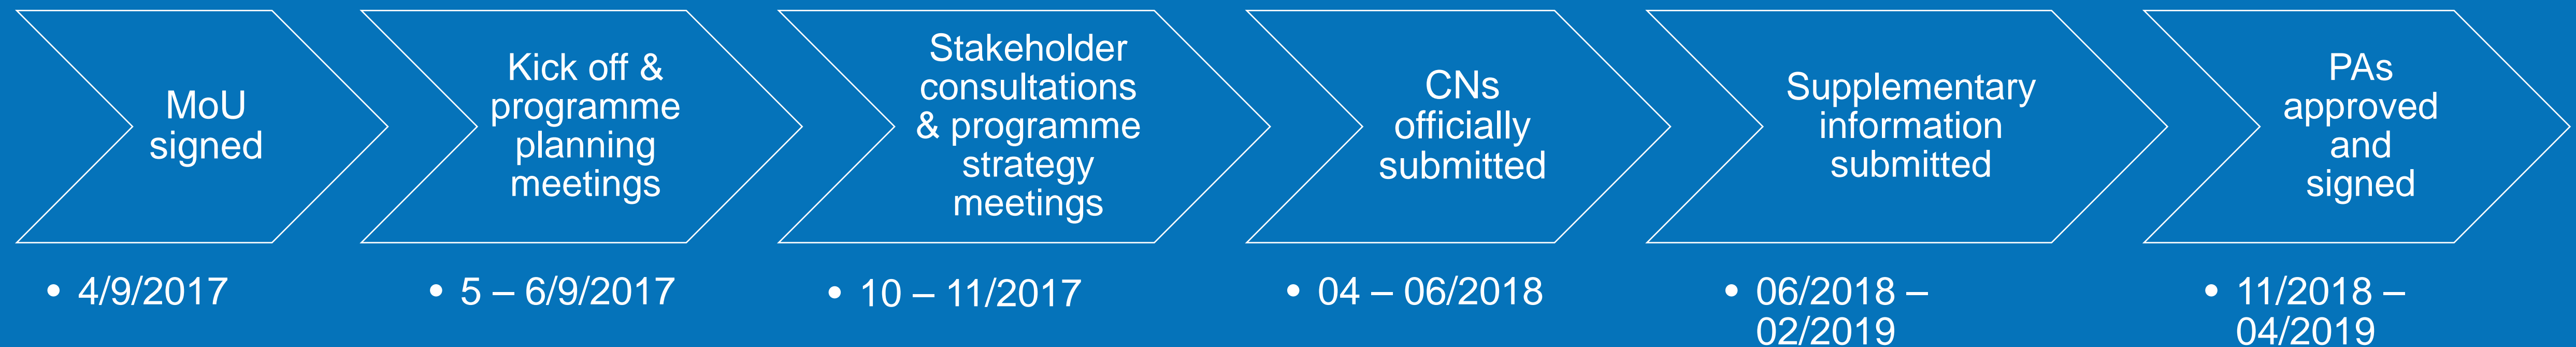 MoU
signed
• 4/9/2017
Kick off &
programme
planning
meetings
• 5 – 6/9/2017
Stakeholder
consultations
& programme
strategy
meetings
• 10 – 11/2017
CNs
officially
submitted
• 04 – 06/2018
Supplementary
information
submitted
• 06/2018 –
02/2019
PAs
approved
and
signed
• 11/2018 –
04/2019